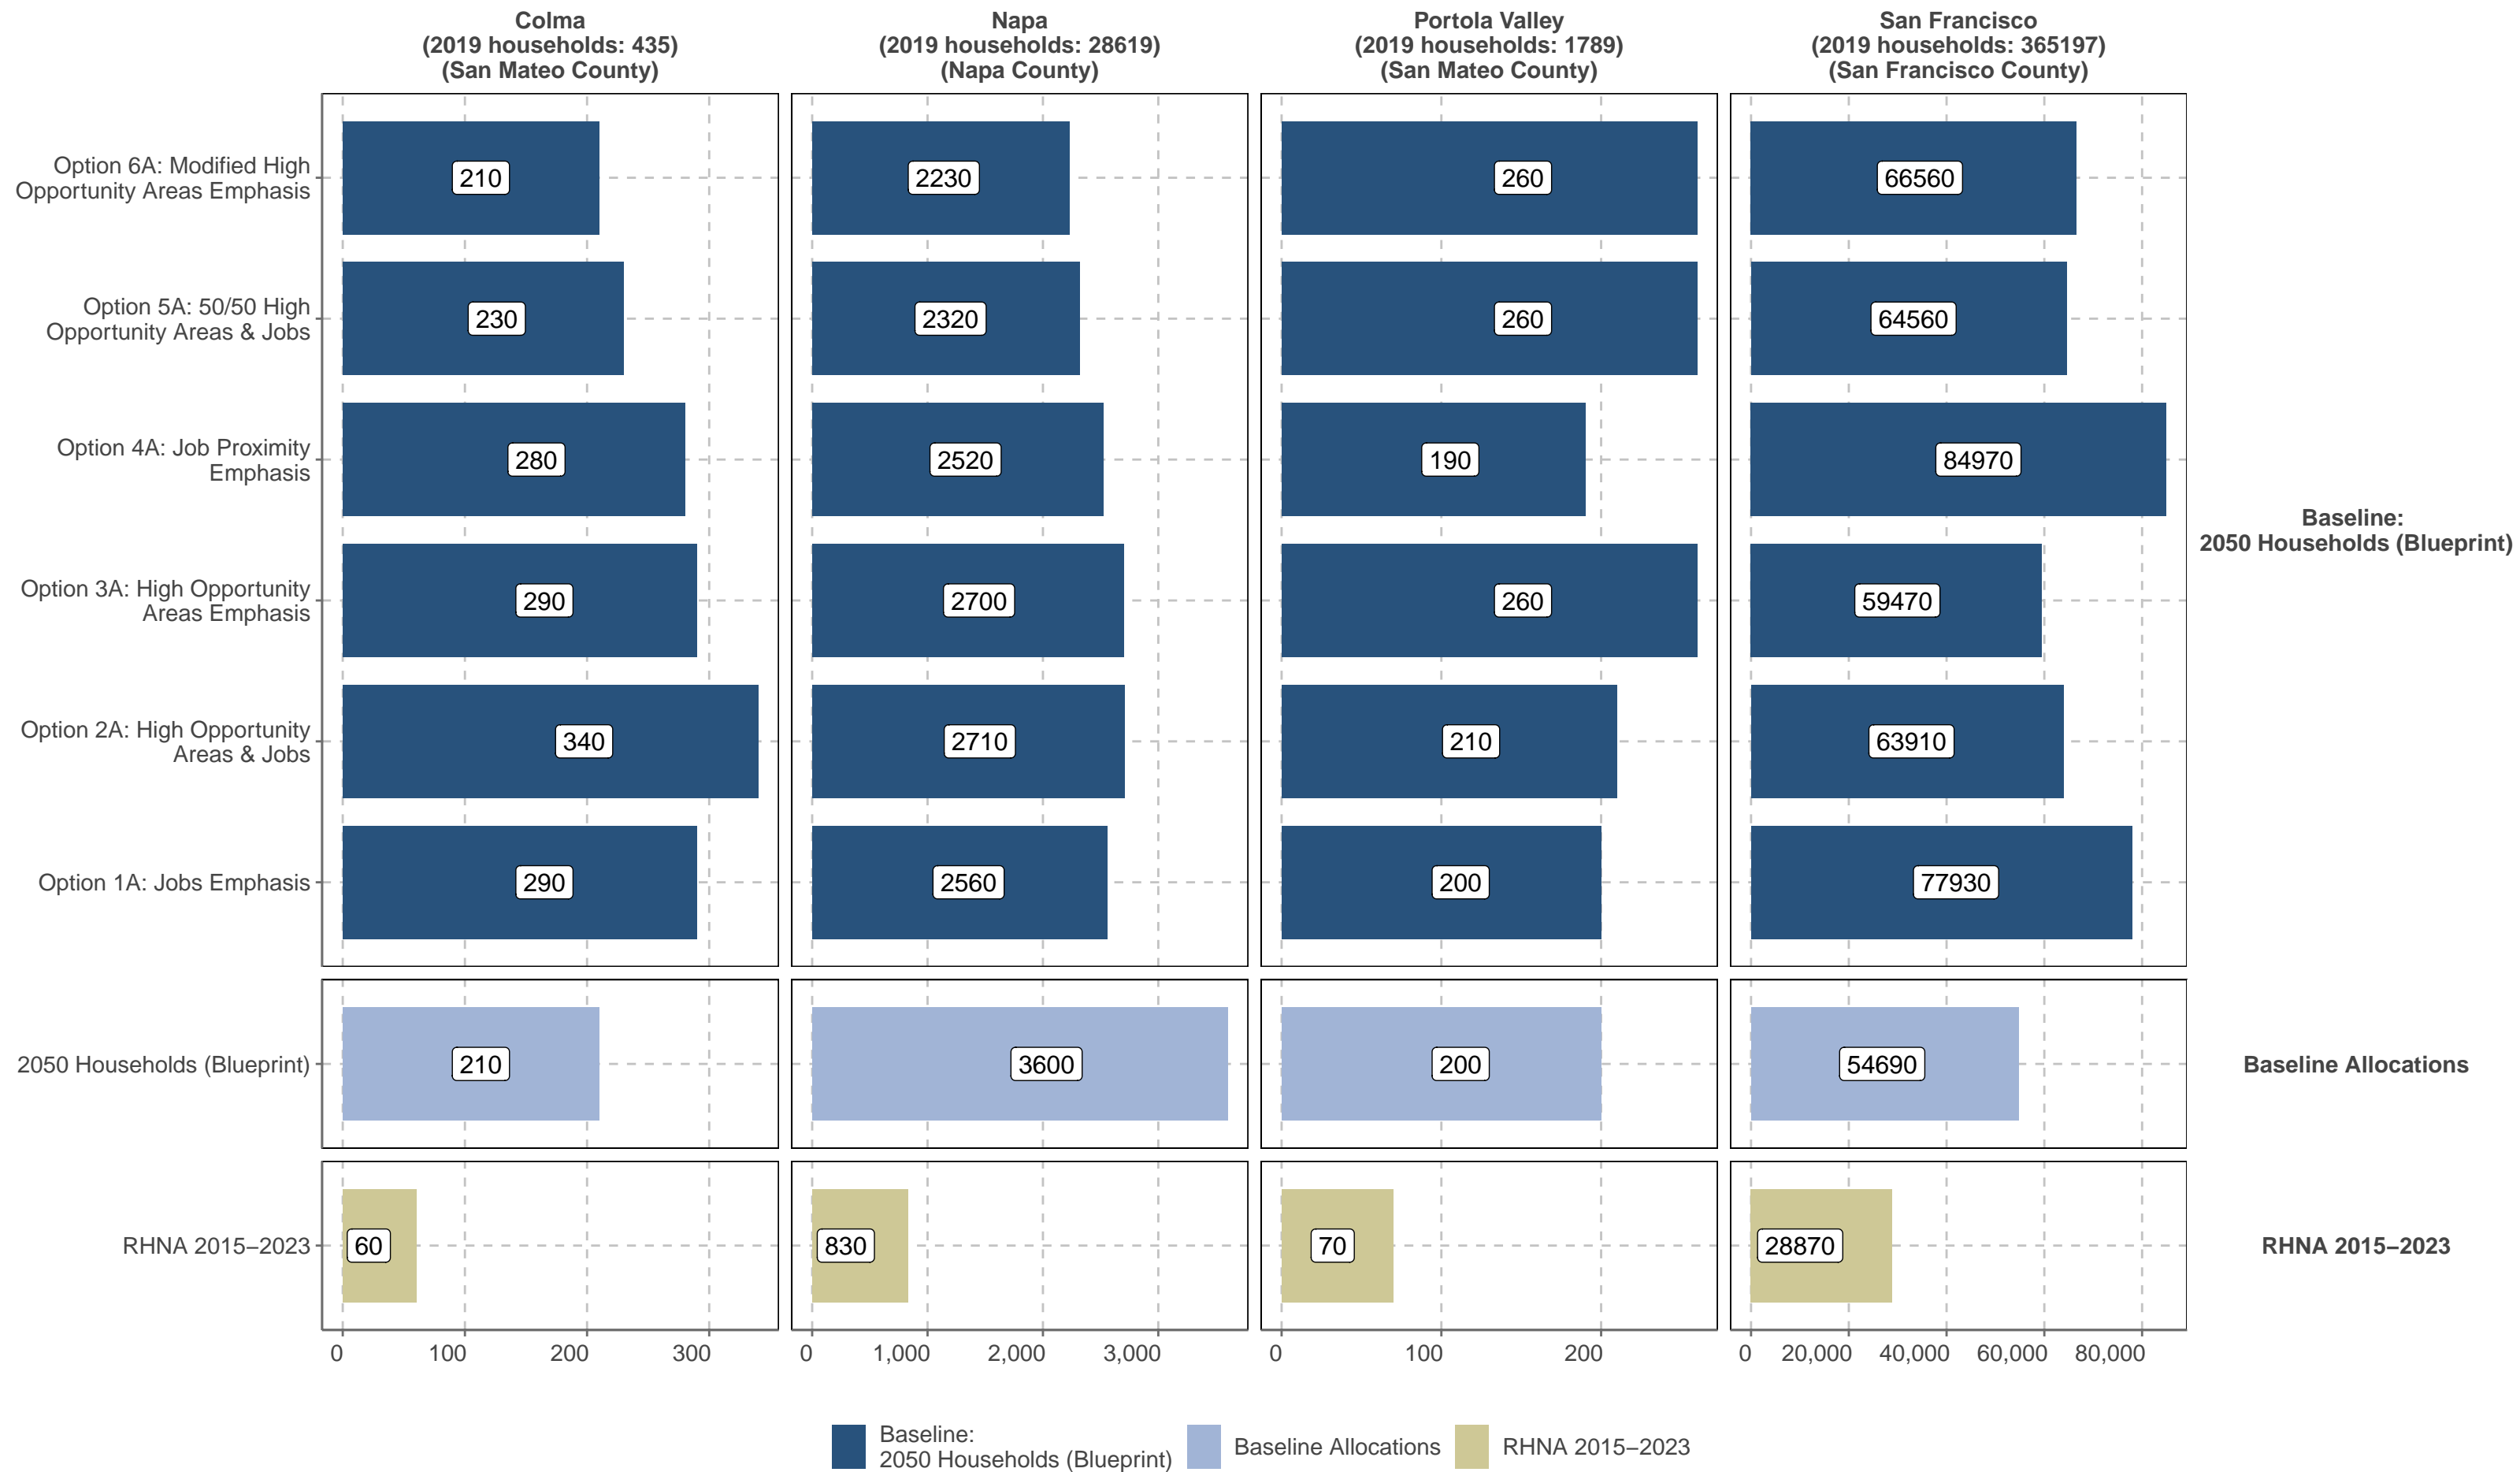 Colma
(2019 households: 435)
(San Mateo County)
Napa
(2019 households: 28619)
(Napa County)
Portola Valley
(2019 households: 1789)
(San Mateo County)
San Francisco
(2019 households: 365197)
(San Francisco County)
Option 6A: Modified High
Opportunity Areas Emphasis
210
2230
260
66560
Option 5A: 50/50 High
Opportunity Areas & Jobs
230
2320
260
64560
Option 4A: Job Proximity
Emphasis
280
2520
190
84970
Baseline:
2050 Households (Blueprint)
Option 3A: High Opportunity
Areas Emphasis
290
2700
260
59470
Option 2A: High Opportunity
Areas & Jobs
340
2710
210
63910
Option 1A: Jobs Emphasis
290
2560
200
77930
2050 Households (Blueprint)
210
3600
200
54690
Baseline Allocations
RHNA 2015−2023
60
830
70
28870
RHNA 2015−2023
0 100 200 300
0 1,000 2,000 3,000
0 100 200
0 20,000 40,000 60,000 80,000
Baseline:
2050 Households (Blueprint)
Baseline Allocations
RHNA 2015−2023